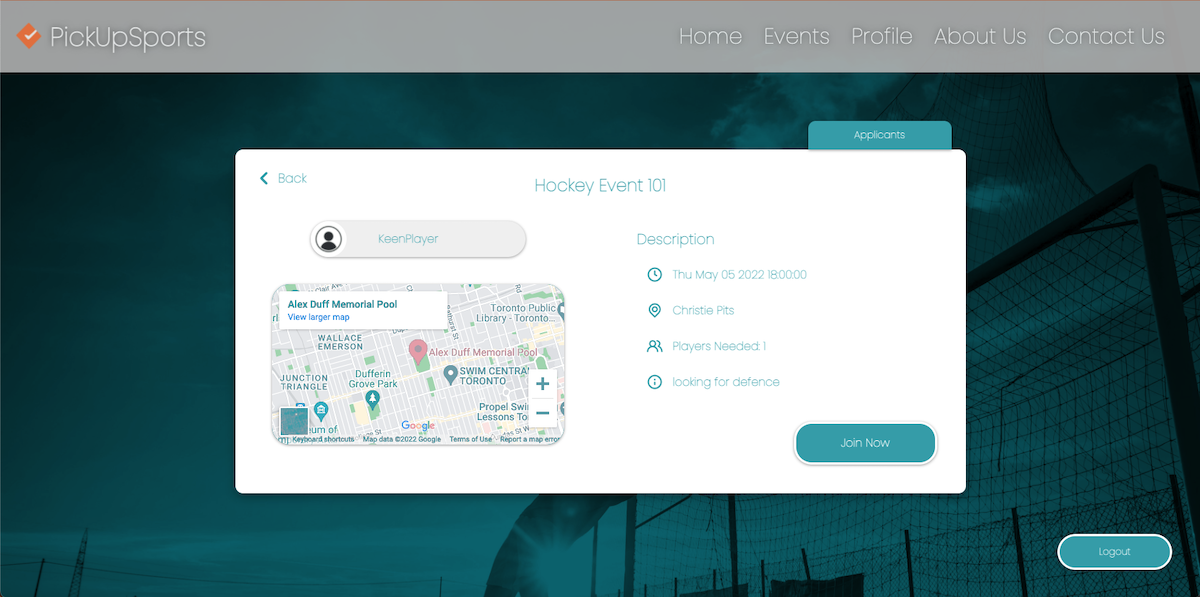 PickUpSports
Home
Events
Profile
About Us
Contact Us
Applicants
Back
Hockey Event 101
KeenPlayer
Alex Duff Memorial Pool
View larger map
Toronto Public
Library - Toronto...
WALLACE
EMERSON
Alex Duff Memorial Pool
Dufferin
Grove Park
SWIM CENTRA
TORONTO
JUNCTION
TRIANGLE
Propel Swi
Lessons To
Google
Keyboard shortcuts
Map data ©2022 Google
Terms of Use
Report a map error
Description
Thu May 05 2022 18:00:00
Christie Pits
Players Needed: 1
looking for defence
Join Now
Logout